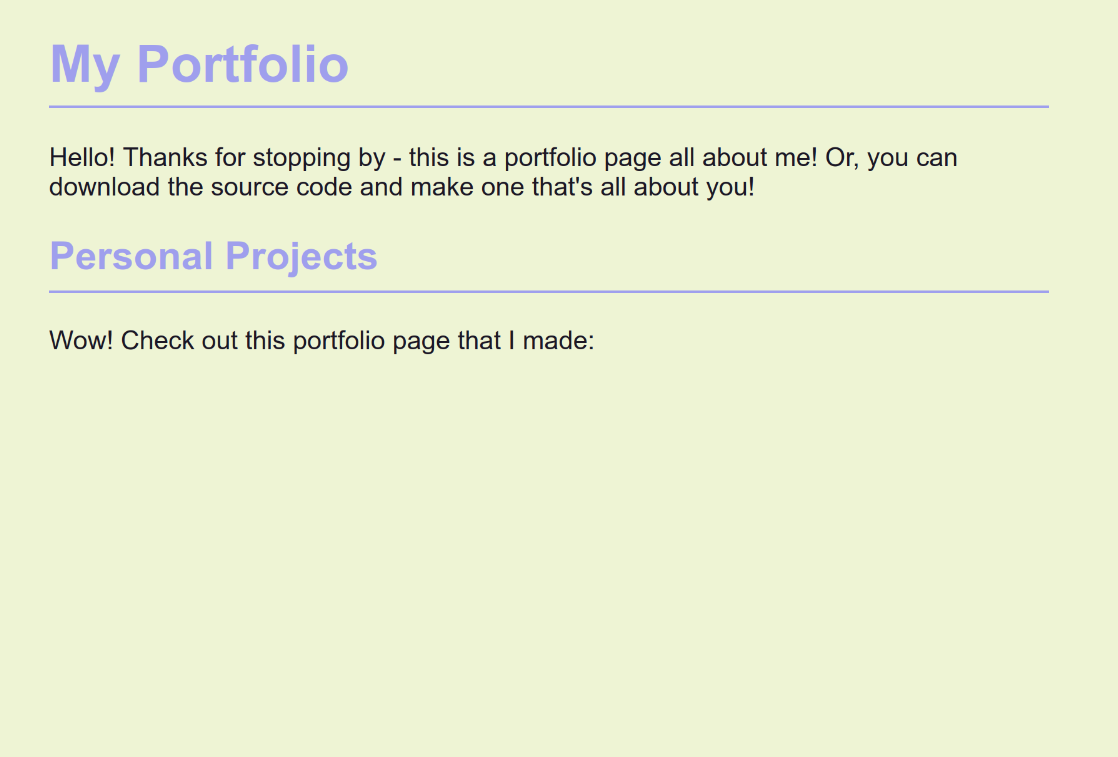 My Portfolio
Hello! Thanks for stopping by - this is a portfolio page all about me! Or, you can
download the source code and make one that's all about you!
Personal Projects
Wow! Check out this portfolio page that I made: